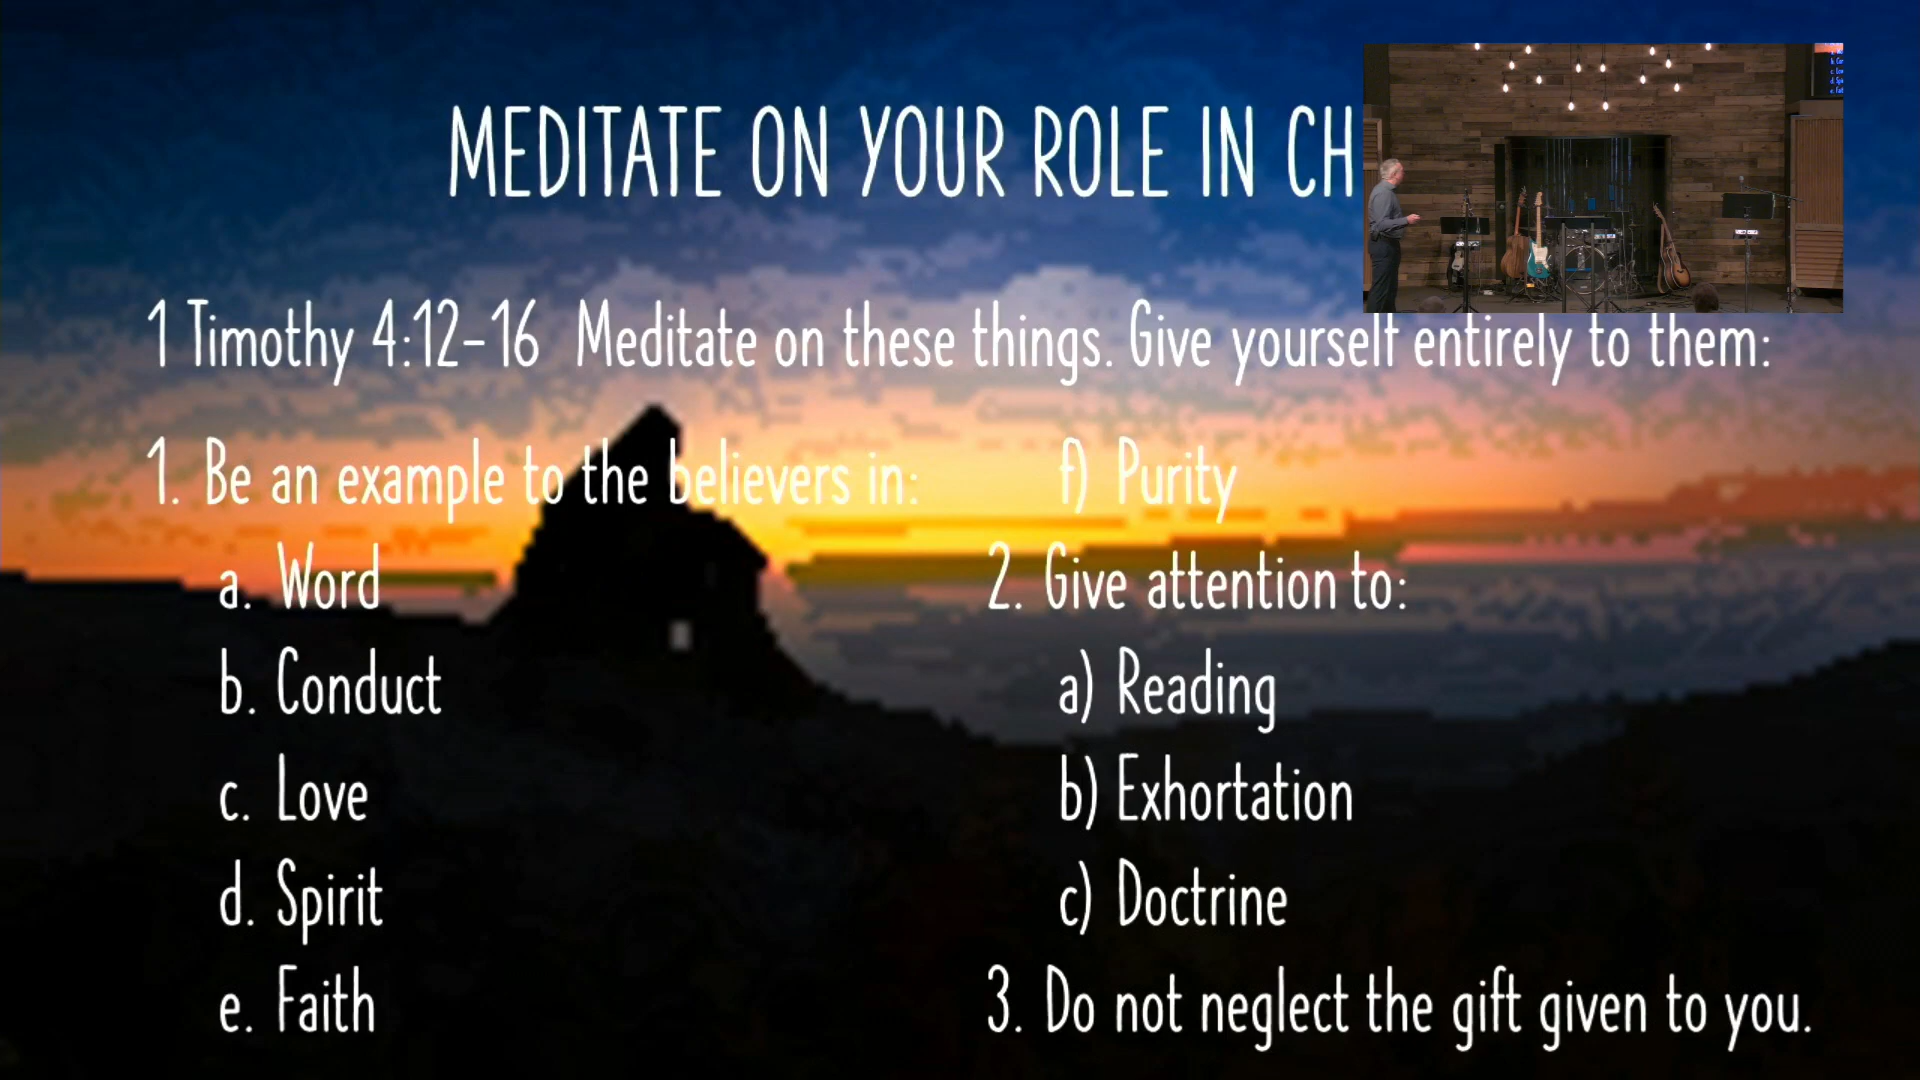 MEDITATE ON YOUR ROLE IN CH
1 Timothy 4:12-16 Meditate on these things. Give yourself entirely to them:
1. Be an example to the believers in:
a. Word
b. Conduct
c. Love
d. Spirit
e. Faith
f) Purity
2. Give attention to:
a) Reading
b) Exhortation
c) Doctrine
3. Do not neglect the gift given to you.